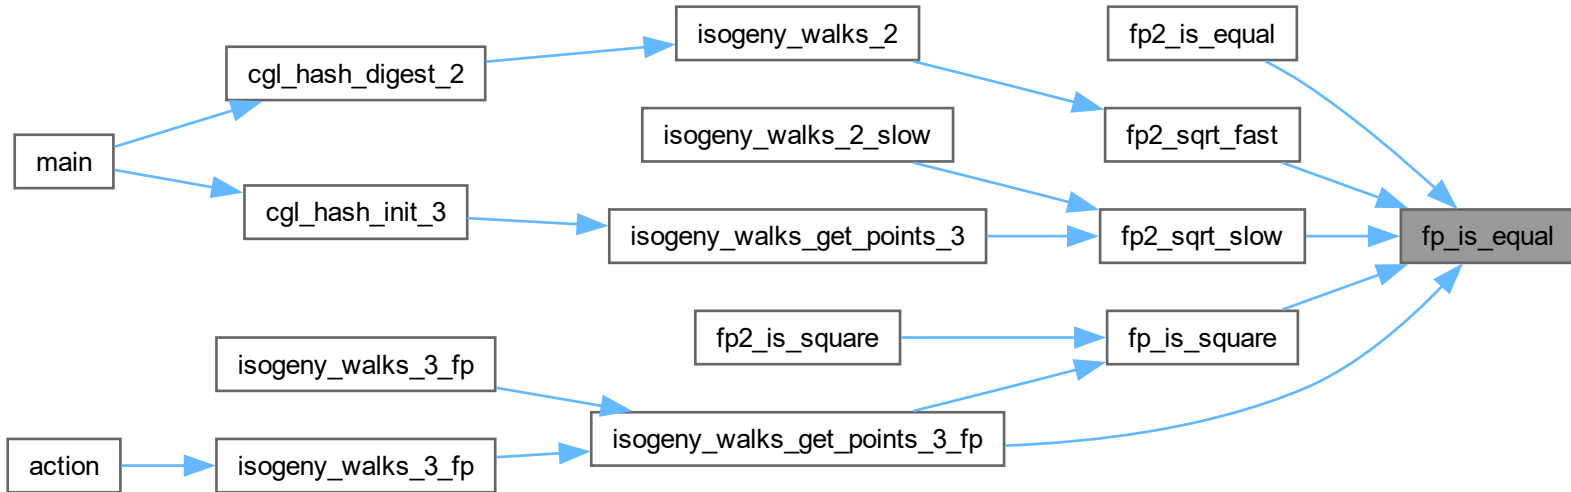 isogeny_walks_2
fp2_is_equal
cgl_hash_digest_2
isogeny_walks_2_slow
fp2_sqrt_fast
main
cgl_hash_init_3
isogeny_walks_get_points_3
fp2_sqrt_slow
fp_is_equal
fp2_is_square
fp_is_square
isogeny_walks_3_fp
isogeny_walks_get_points_3_fp
action
isogeny_walks_3_fp